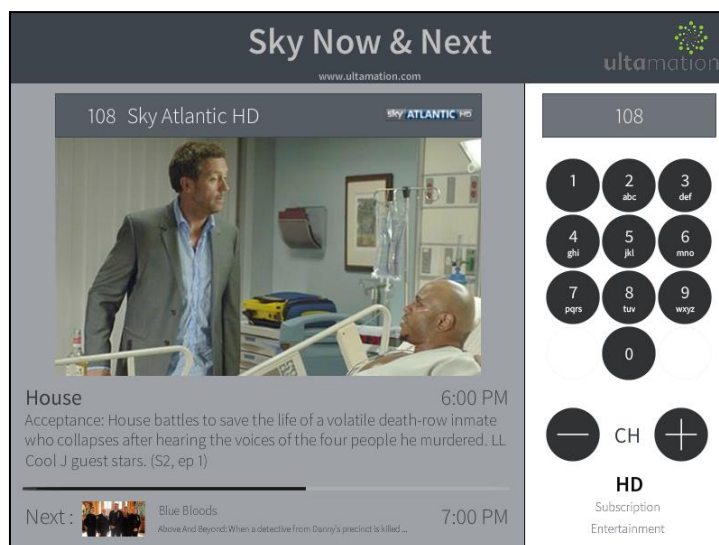 Sky Now & Next
www.ultamation.com
ultamation
108 Sky Atlantic HD
sky ATLANTIC HD
House 6:00 PM
Acceptance: House battles to save the life of a volatile death-row inmate
who collapses after hearing the voices of the four people he murdered. LL
Cool J guest stars. (S2, ep 1)
Next : Blue Bloods 7:00 PM
Above And Beyond: When a detective from Danny's precinct is killed ...
108
1 2 3
abc def
4 5 6
ghi jkl mno
7 8 9
pqrs tuv wxyz
0
CH
HD
Subscription
Entertainment